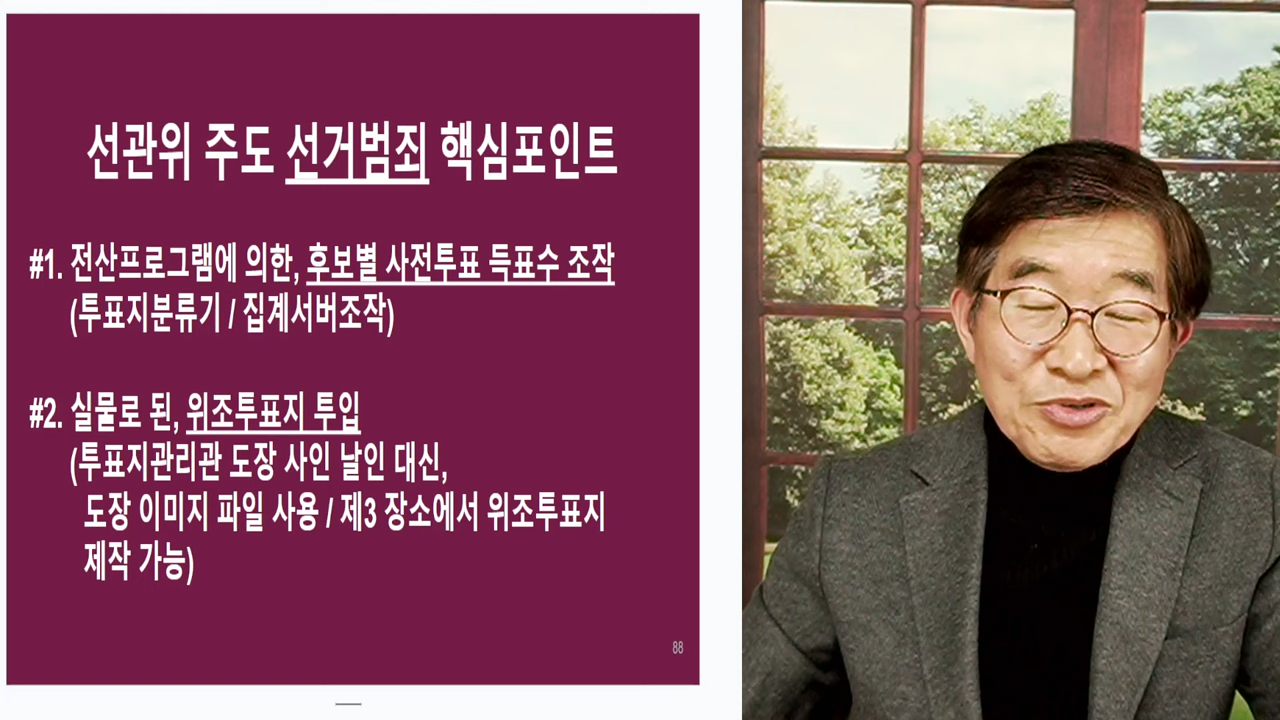 선관위 주도 선거범죄 핵심포인트
#1. 전산프로그램에 의한, 후보별 사전투표 득표수 조작
(투표지분류기 / 집계서버조작)
#2. 실물로 된, 위조투표지 투입
(투표지관리관 도장 사인 날인 대신,
도장 이미지 파일 사용 / 제3 장소에서 위조투표지
제작 가능)
88